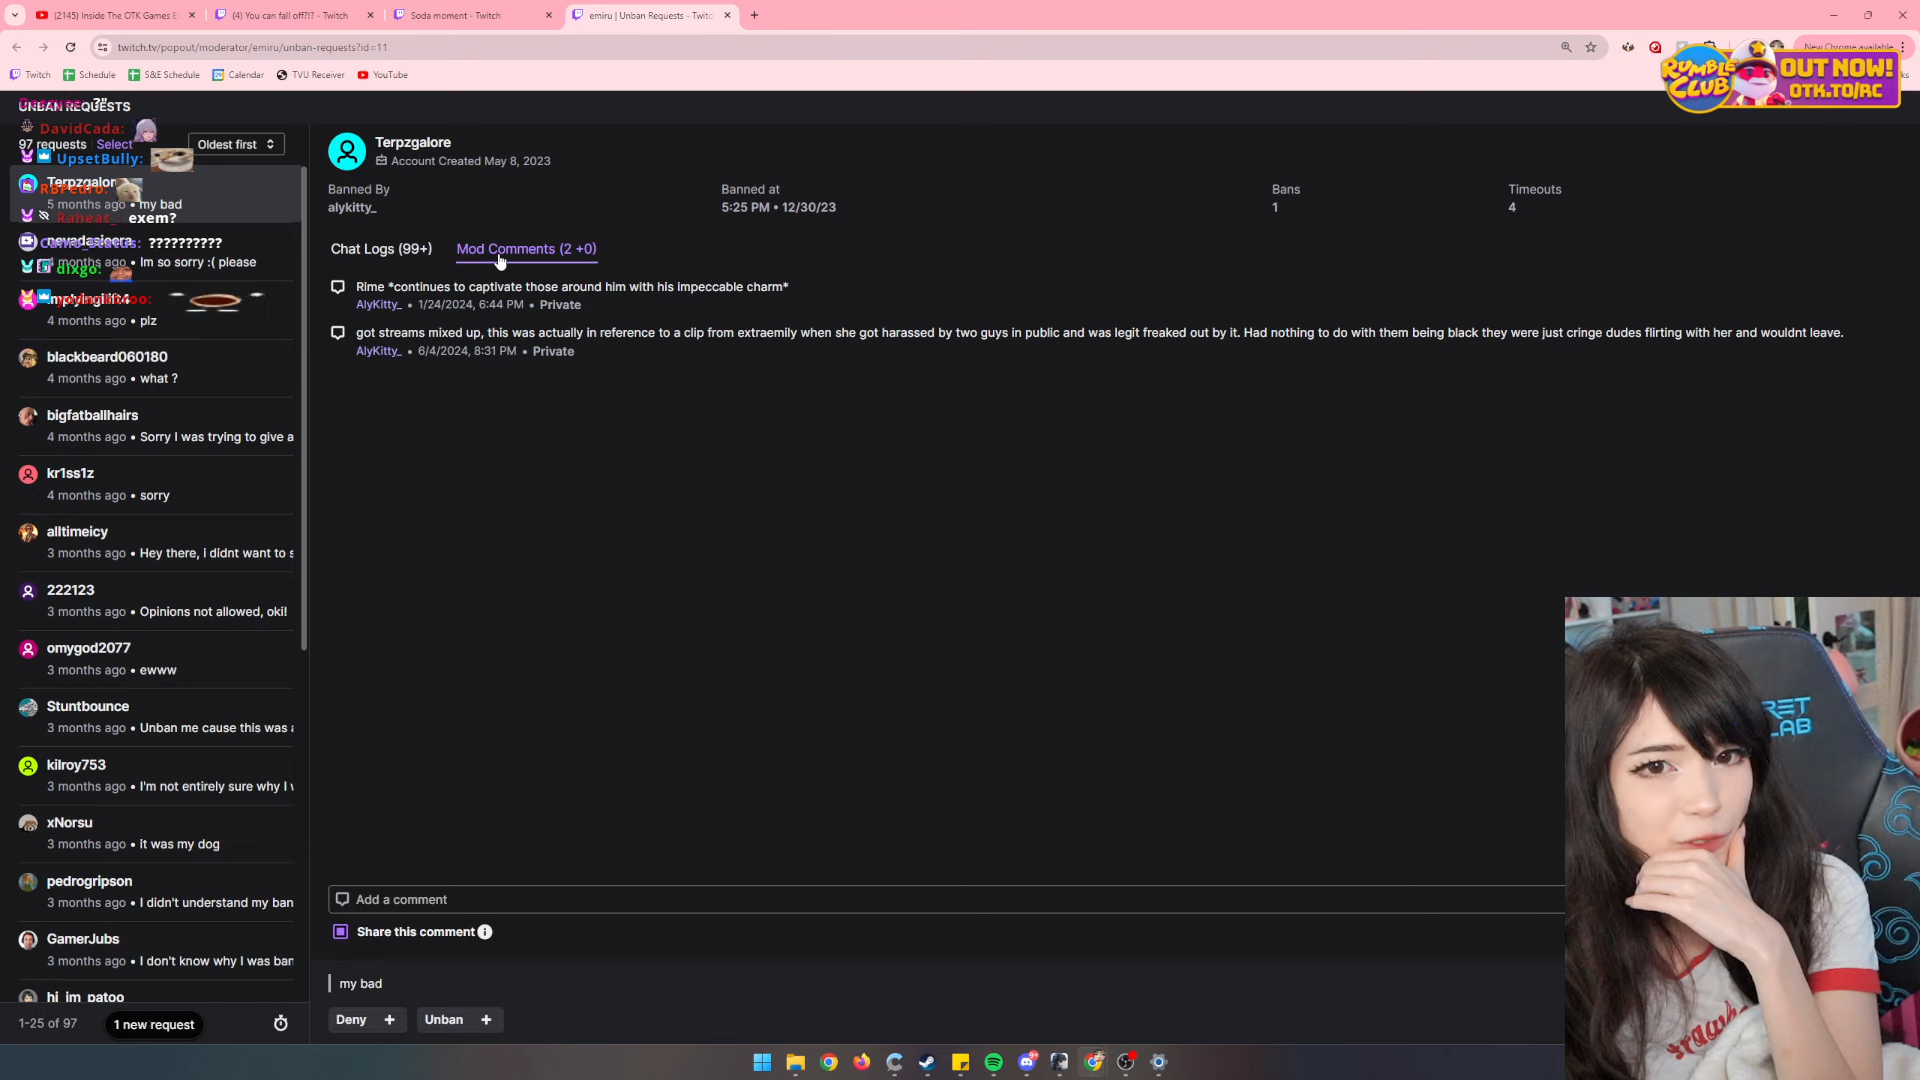 (2145) Inside The OTK Games E
(4) You can fall off?!? - Twitch
Soda moment - Twitch
emiru | Unban Requests - Twitc
twitch.tv/popout/moderator/emiru/unban-requests?id=11
New Chrome available
Twitch
Schedule
S&E Schedule
Calendar
TVU Receiver
YouTube
RUMBLE CLUB
OUT NOW!
OTK.TO/RC
UNBAN REQUESTS
?"
DavidCada:
97 requests Select
Oldest first
UpsetBully:
Terpzgalore
RBPedro:
5 months ago • my bad
Raheat_: exem?
nevadasierra
Camo_Status: ??????????
4 months ago • Im so sorry :( please
dixgo:
4 months ago • plz
blackbeard060180
4 months ago • what ?
bigfatballhairs
4 months ago • Sorry I was trying to give a
kr1ss1z
4 months ago • sorry
alltimeicy
3 months ago • Hey there, i didnt want to s
222123
3 months ago • Opinions not allowed, oki!
omygod2077
3 months ago • ewww
Stuntbounce
3 months ago • Unban me cause this was a
kilroy753
3 months ago • I'm not entirely sure why I w
xNorsu
3 months ago • it was my dog
pedrogripson
3 months ago • I didn't understand my ban
GamerJubs
3 months ago • I don't know why I was ban
hi_im_patoo
1-25 of 97
1 new request
Terpzgalore
Account Created May 8, 2023
Banned By
alykitty_
Banned at
5:25 PM • 12/30/23
Bans
1
Timeouts
4
Chat Logs (99+)
Mod Comments (2 +0)
Rime *continues to captivate those around him with his impeccable charm*
AlyKitty_ • 1/24/2024, 6:44 PM • Private
got streams mixed up, this was actually in reference to a clip from extraemily when she got harassed by two guys in public and was legit freaked out by it. Had nothing to do with them being black they were just cringe dudes flirting with her and wouldnt leave.
AlyKitty_ • 6/4/2024, 8:31 PM • Private
Add a comment
Share this comment
my bad
Deny +
Unban +